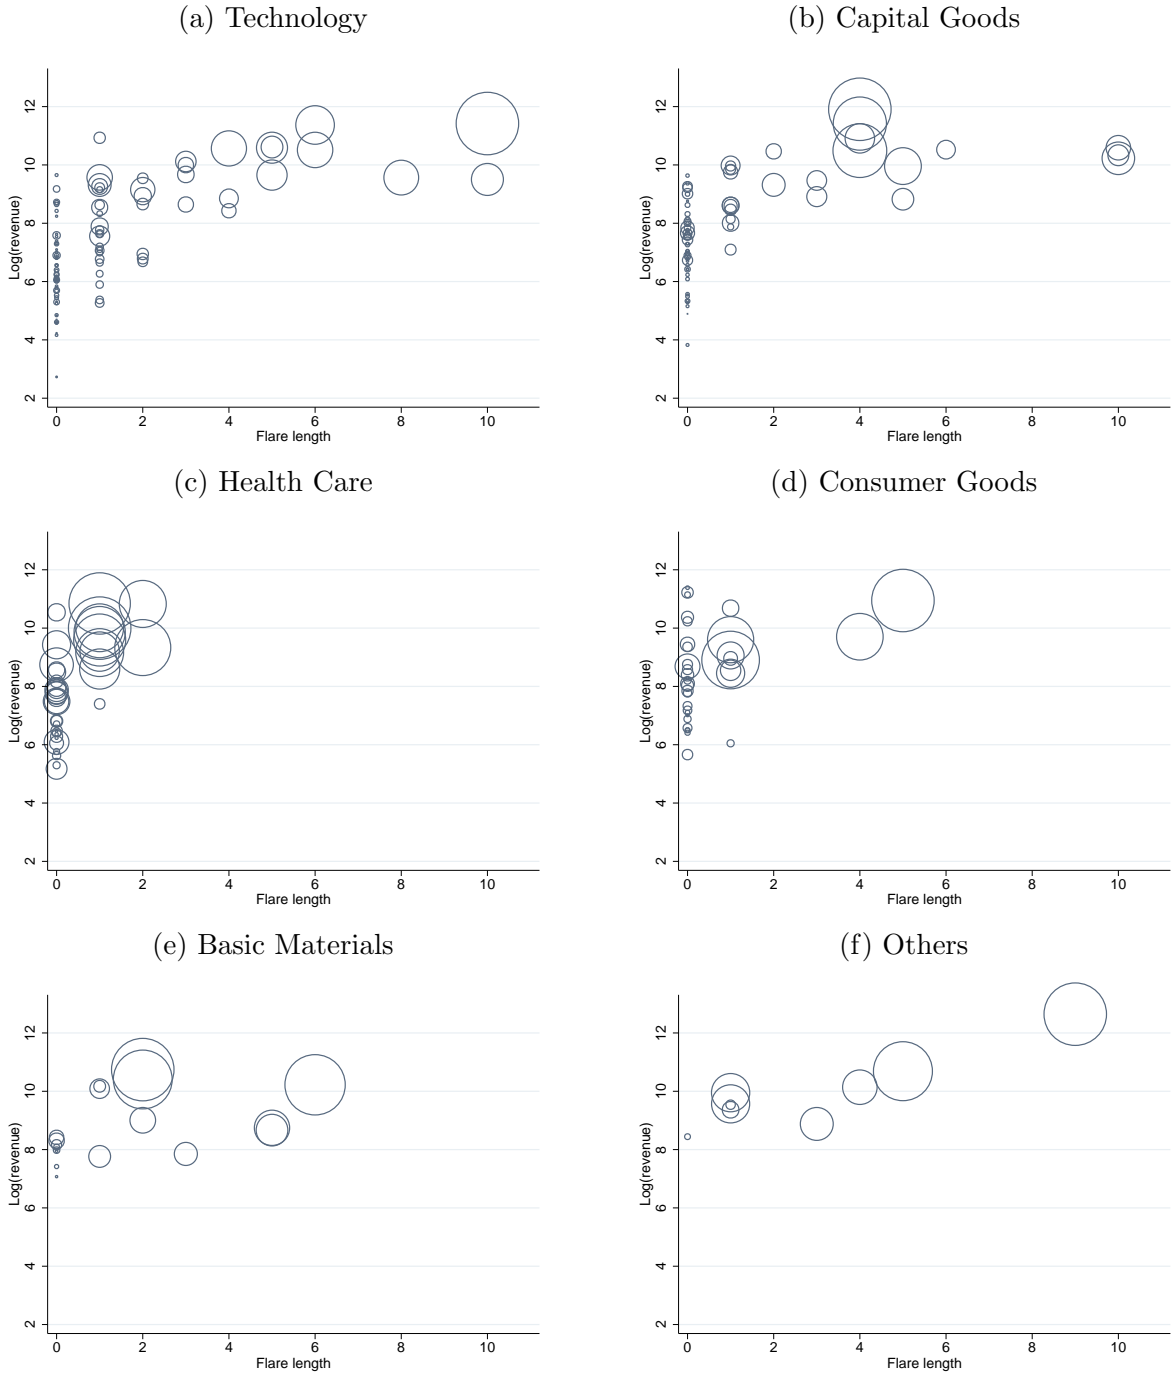 (a) Technology
(b) Capital Goods
Log(revenue)
12
10
8
6
4
2
0 2 4 6 8 10
Flare length
Log(revenue)
12
10
8
6
4
2
0 2 4 6 8 10
Flare length
(c) Health Care
(d) Consumer Goods
Log(revenue)
12
10
8
6
4
2
0 2 4 6 8 10
Flare length
Log(revenue)
12
10
8
6
4
2
0 2 4 6 8 10
Flare length
(e) Basic Materials
(f) Others
Log(revenue)
12
10
8
6
4
2
0 2 4 6 8 10
Flare length
Log(revenue)
12
10
8
6
4
2
0 2 4 6 8 10
Flare length